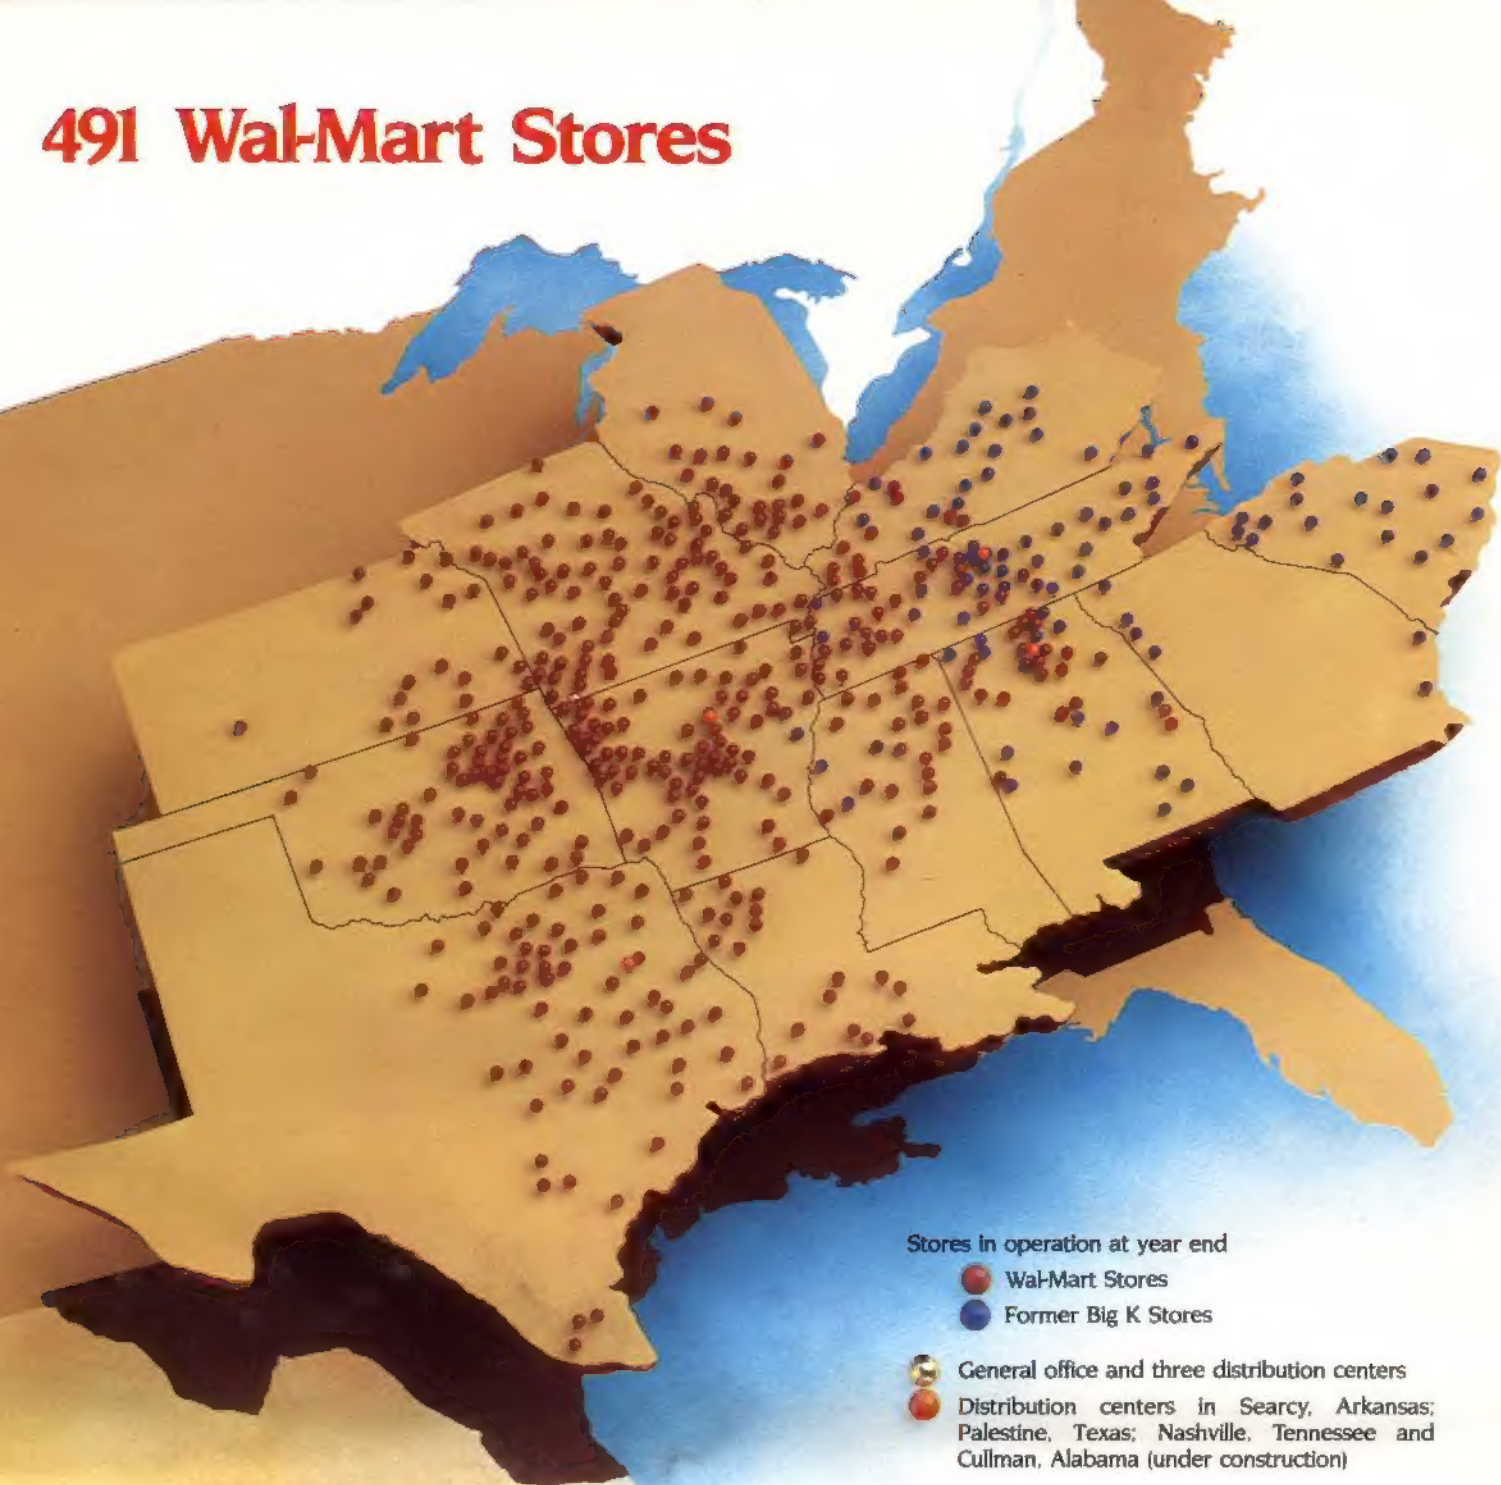 491 Wal-Mart Stores
Stores in operation at year end
Wal-Mart Stores
Former Big K Stores
General office and three distribution centers
Distribution centers in Searcy, Arkansas;
Palestine, Texas; Nashville, Tennessee and
Cullman, Alabama (under construction)